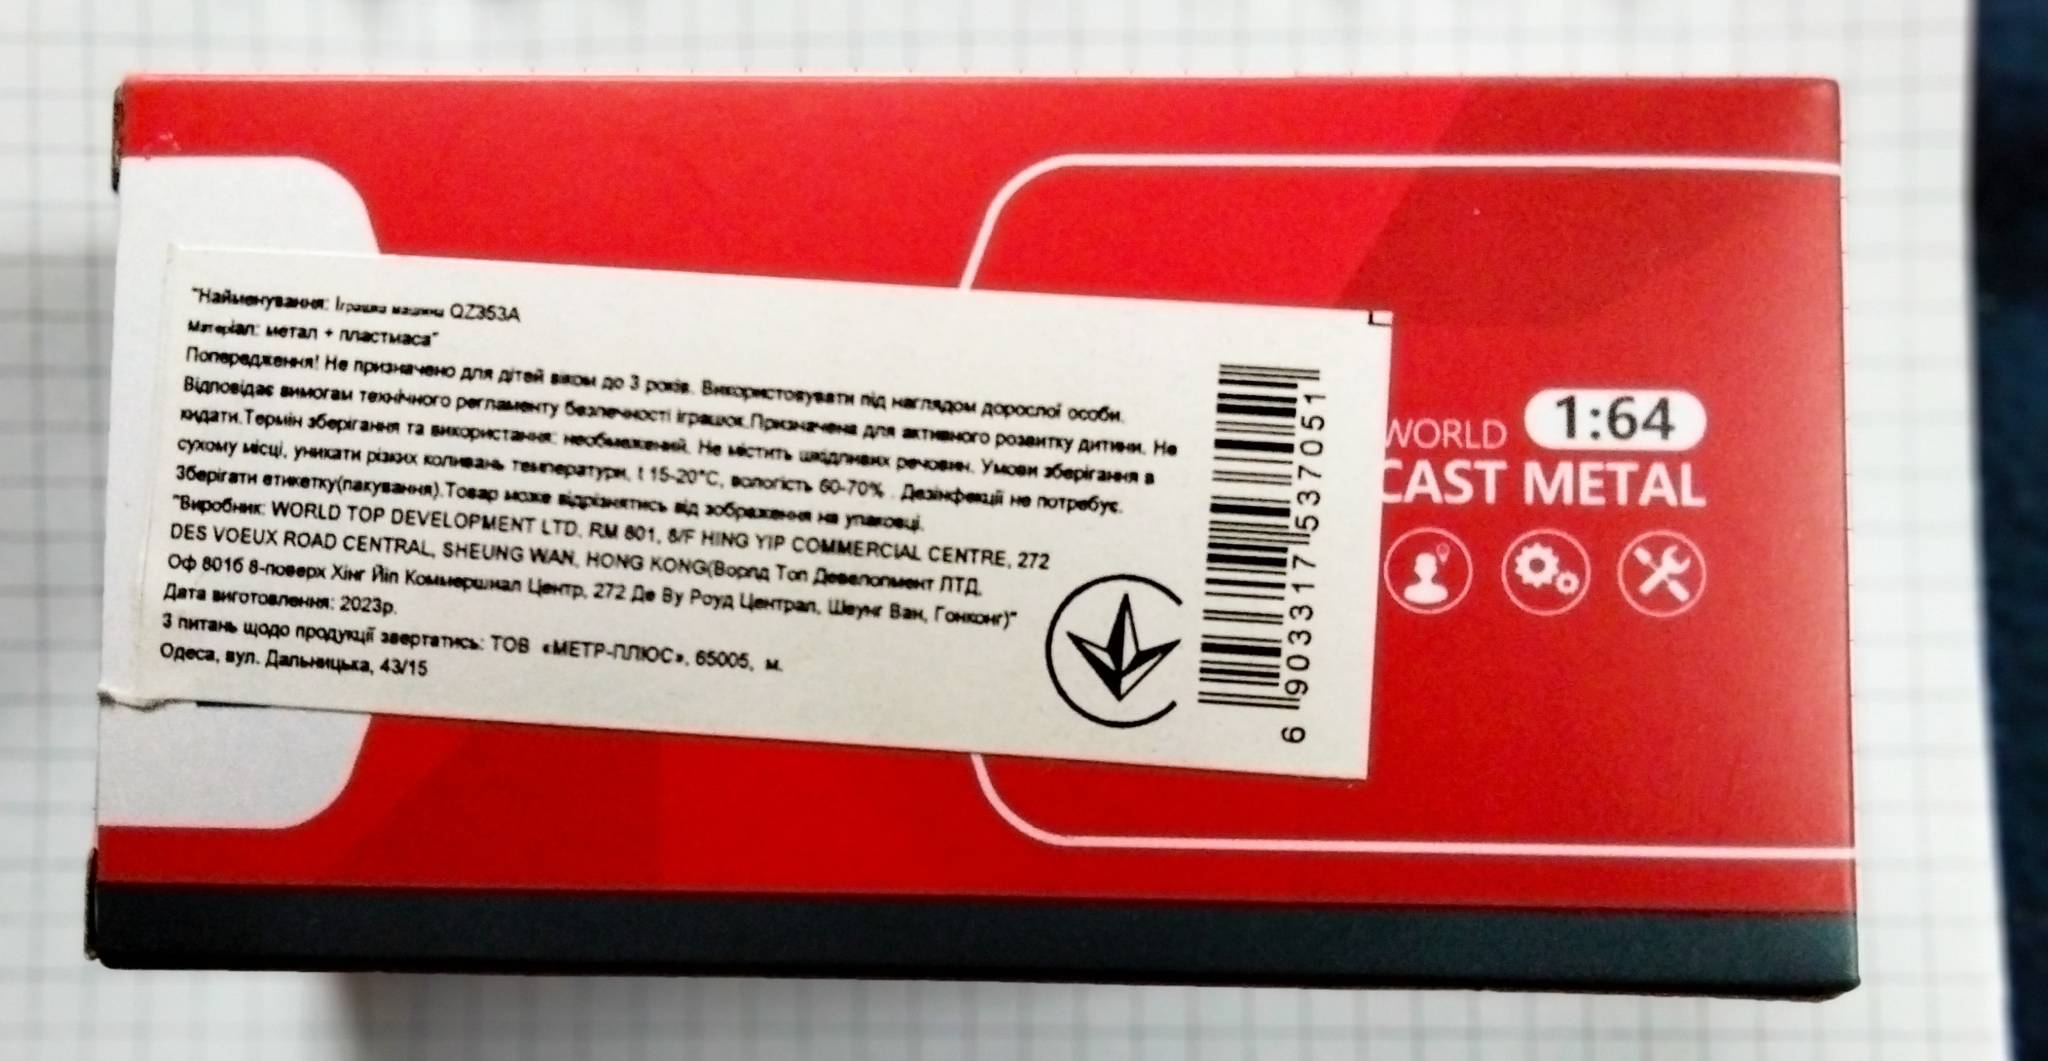 "Найменування: Іграшка машина QZ353A
Матеріал: метал + пластмаса"
Попередження! Не призначено для дітей віком до 3 років. Використовувати під наглядом дорослої особи.
Відповідає вимогам технічного регламенту безпечності іграшок.Призначена для активного розвитку дитини. Не
кидати.Термін зберігання та використання: необмежений. Не містить шкідливих речовин. Умови зберігання в
сухому місці, уникати різких коливань температури, t 15-20°C, вологість 60-70% . Дезінфекції не потребує.
Зберігати етикетку(пакування).Товар може відрізнятись від зображення на упаковці.
"Виробник: WORLD TOP DEVELOPMENT LTD. RM 801, 8/F HING YIP COMMERCIAL CENTRE, 272
DES VOEUX ROAD CENTRAL, SHEUNG WAN, HONG KONG(Ворлд Топ Девелопмент ЛТД,
Оф 801б 8-поверх Хінг Йіп Коммершиал Центр, 272 Де Ву Роуд Централ, Шеунг Ван, Гонконг)"
Дата виготовлення: 2023р.
З питань щодо продукції звертатись: ТОВ «МЕТР-ПЛЮС», 65005, м.
Одеса, вул. Дальницька, 43/15
6 903317 537051
WORLD 1:64
CAST METAL